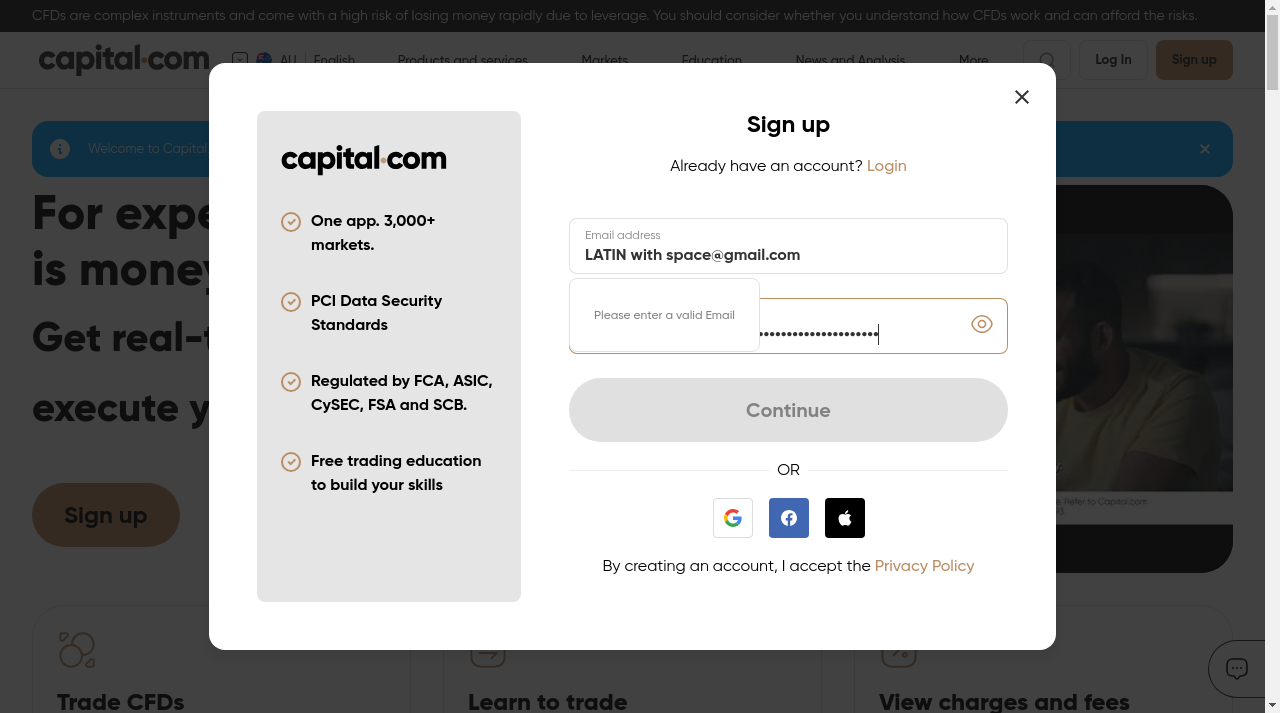 CFDs are complex instruments and come with a high risk of losing money rapidly due to leverage. You should consider whether you understand how CFDs work and can afford the risks.
capital.com
AU
English
Products and services
Markets
Education
News and Analysis
More
Log In
Sign up
Welcome to Capital.
For expe
is money
Get real-t
execute y
Sign up
capital.com
One app. 3,000+
markets.
PCI Data Security
Standards
Regulated by FCA, ASIC,
CySEC, FSA and SCB.
Free trading education
to build your skills
Sign up
Already have an account? Login
Email address
LATIN with space@gmail.com
Please enter a valid Email
Continue
OR
By creating an account, I accept the Privacy Policy
Refer to Capital.com
Trade CFDs
Learn to trade
View charges and fees